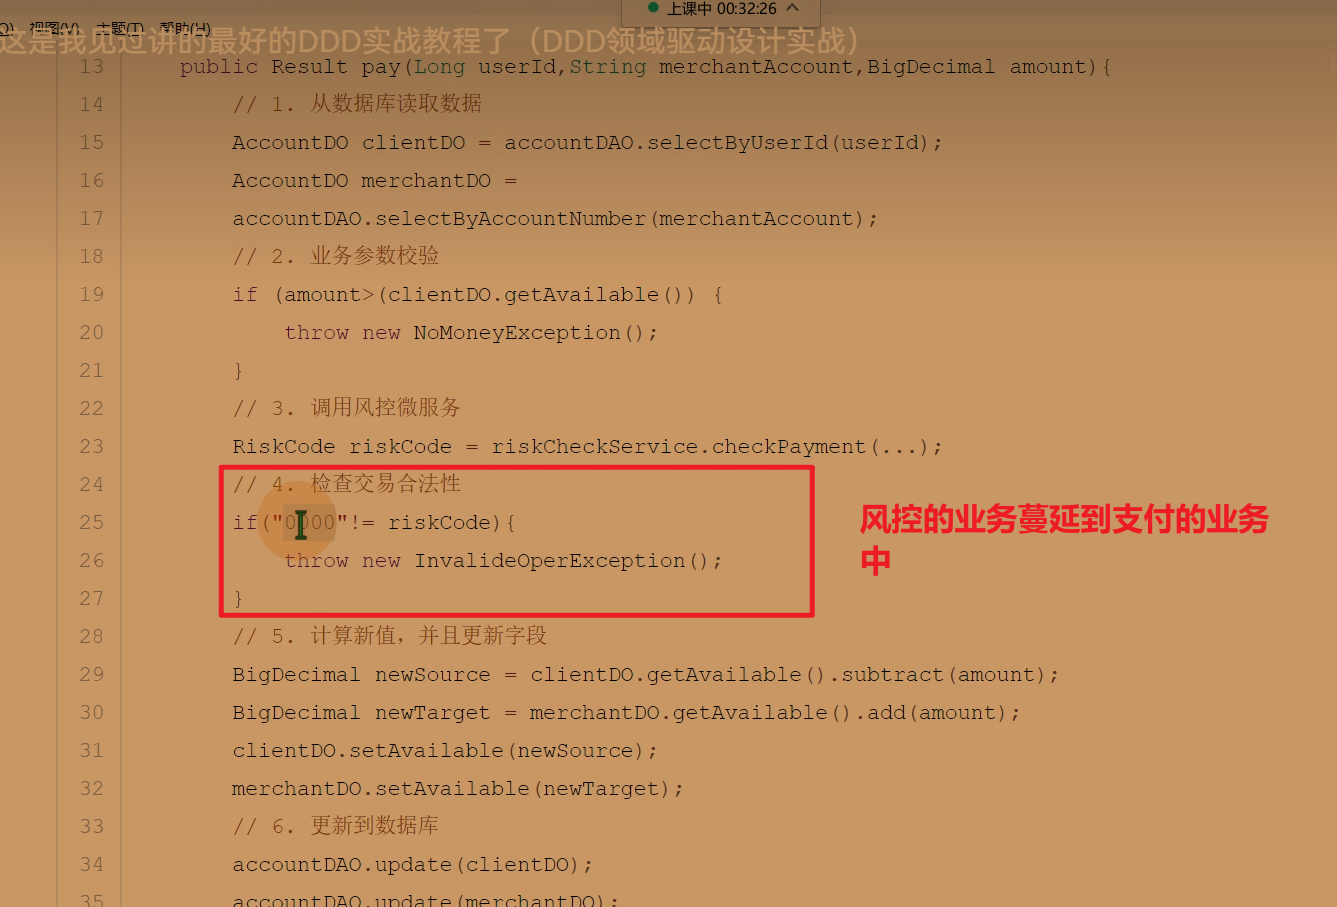 上课中 00:32:26
视图(V) 主题(T) 帮助(H)
这是我见过讲的最好的DDD实战教程了（DDD领域驱动设计实战）
13 public Result pay(Long userId,String merchantAccount,BigDecimal amount){
14 // 1. 从数据库读取数据
15 AccountDO clientDO = accountDAO.selectByUserId(userId);
16 AccountDO merchantDO =
17 accountDAO.selectByAccountNumber(merchantAccount);
18 // 2. 业务参数校验
19 if (amount>(clientDO.getAvailable()) {
20 throw new NoMoneyException();
21 }
22 // 3. 调用风控微服务
23 RiskCode riskCode = riskCheckService.checkPayment(...);
24 // 4. 检查交易合法性
25 if("0000"!= riskCode){
26 throw new InvalideOperException();
27 }
风控的业务蔓延到支付的业务
中
28 // 5. 计算新值，并且更新字段
29 BigDecimal newSource = clientDO.getAvailable().subtract(amount);
30 BigDecimal newTarget = merchantDO.getAvailable().add(amount);
31 clientDO.setAvailable(newSource);
32 merchantDO.setAvailable(newTarget);
33 // 6. 更新到数据库
34 accountDAO.update(clientDO);
35 accountDAO.update(merchantDO);